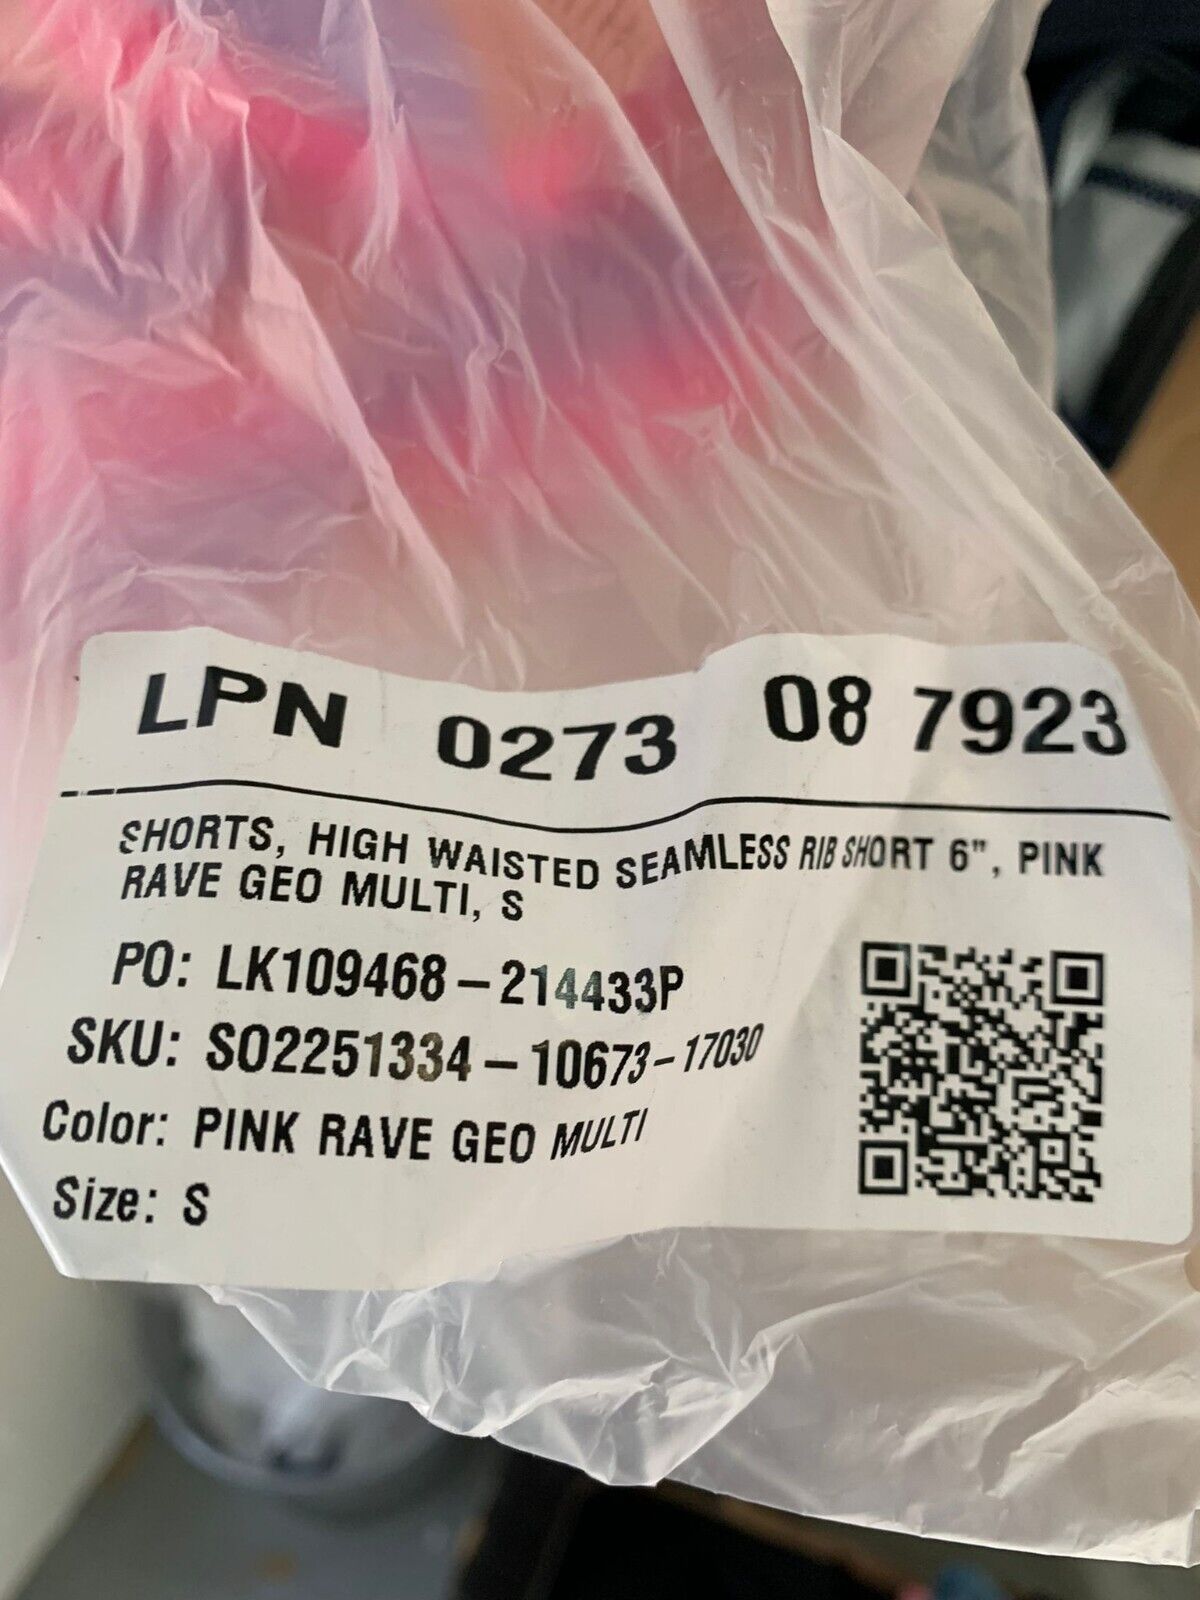 LPN 0273 08 7923
SHORTS, HIGH WAISTED SEAMLESS RIB SHORT 6", PINK
RAVE GEO MULTI, S
PO: LK109468-214433P
SKU: SO2251334-10673-17030
Color: PINK RAVE GEO MULTI
Size: S